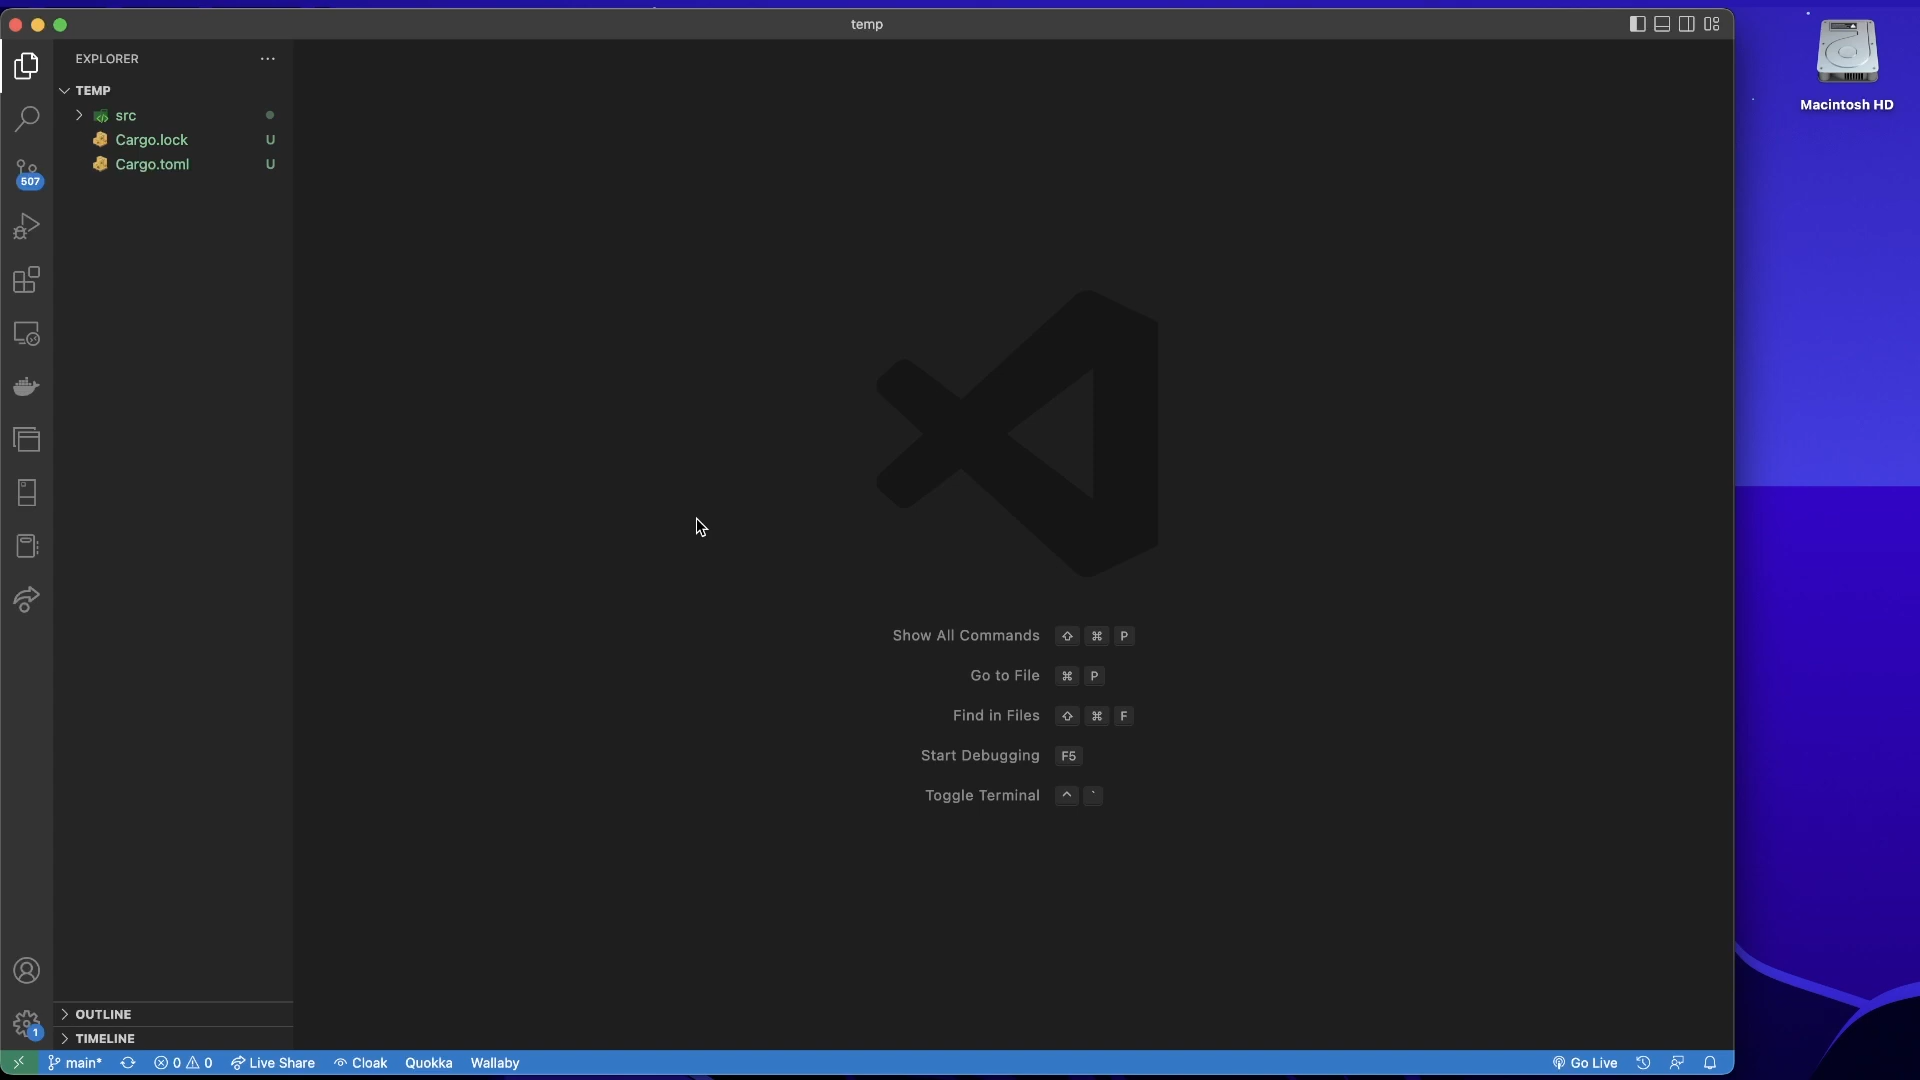 temp
EXPLORER
TEMP
src
Cargo.lock U
Cargo.toml U
507
Macintosh HD
Show All Commands ⇧ ⌘ P
Go to File ⌘ P
Find in Files ⇧ ⌘ F
Start Debugging F5
Toggle Terminal ^ `
OUTLINE
1
TIMELINE
main* 0 0 Live Share Cloak Quokka Wallaby Go Live